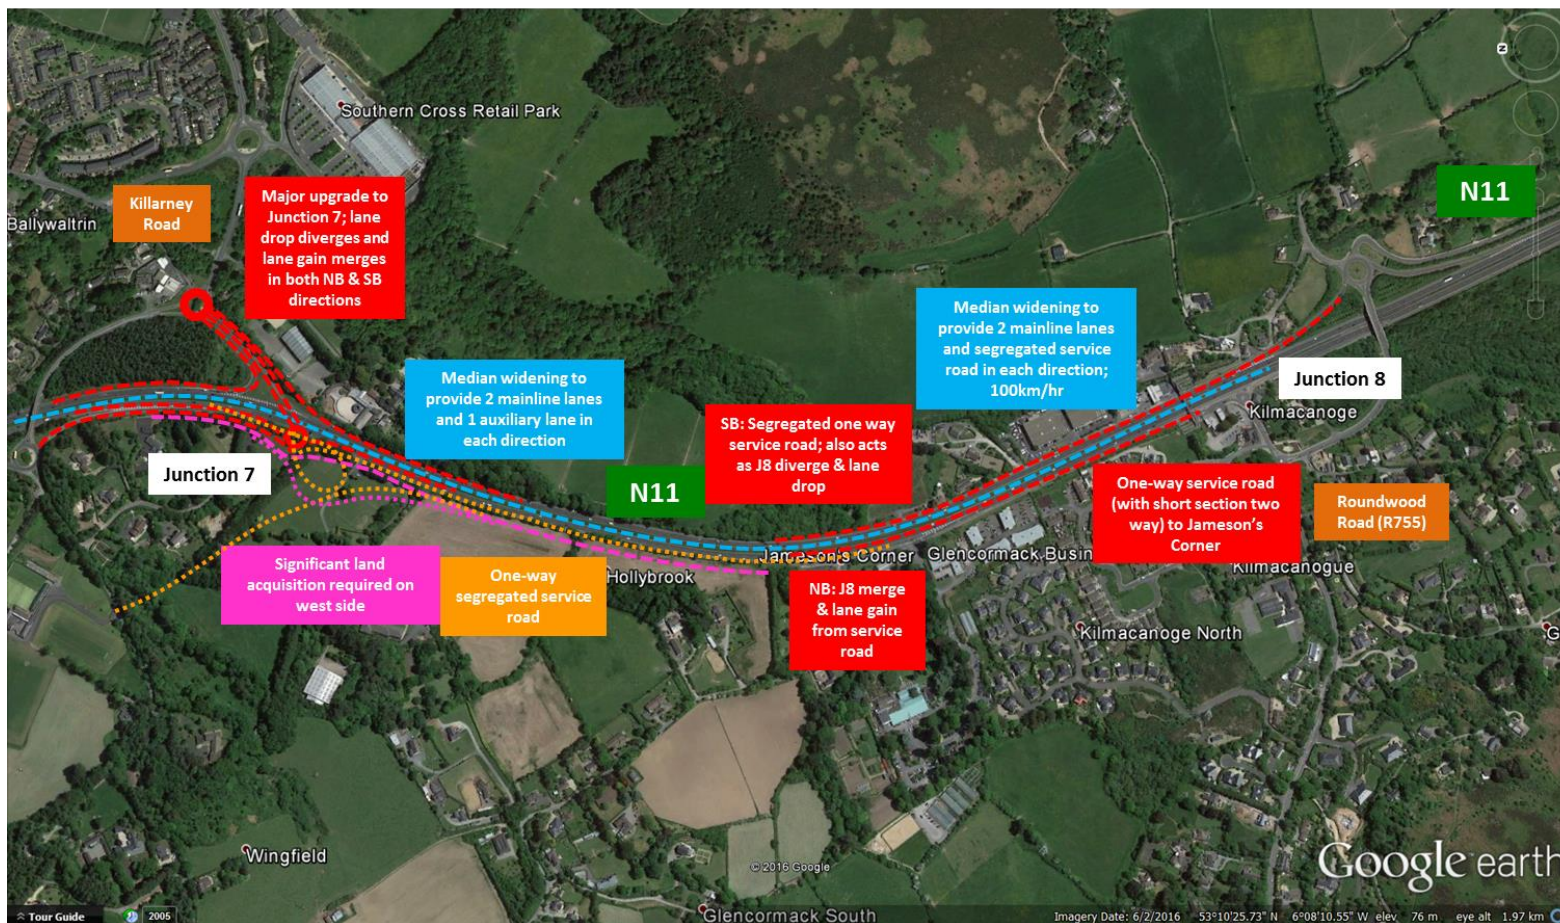 Southern Cross Retail Park
N11
Killarney
Road
Major upgrade to
Junction 7; lane
drop diverges and
lane gain merges
in both NB & SB
directions
Ballywaltrin
Median widening to
provide 2 mainline lanes
and segregated service
road in each direction;
100km/hr
Median widening to
provide 2 mainline lanes
and 1 auxiliary lane in
each direction
Junction 8
Kilmacanoge
SB: Segregated one way
service road; also acts
as J8 diverge & lane
drop
Junction 7
N11
One-way service road
(with short section two
way) to Jameson's
Corner
Roundwood
Road (R755)
Jameson's Corner
Glencormack Busin
Kilmacanogue
Significant land
acquisition required on
west side
One-way
segregated service
road
Hollybrook
NB: J8 merge
& lane gain
from service
road
Kilmacanoge North
G
Wingfield
© 2016 Google
Google earth
Glencormack South
Tour Guide
2005
Imagery Date: 6/2/2016 53°10'25.73" N 6°08'10.55" W elev 76 m eye alt 1.97 km
N